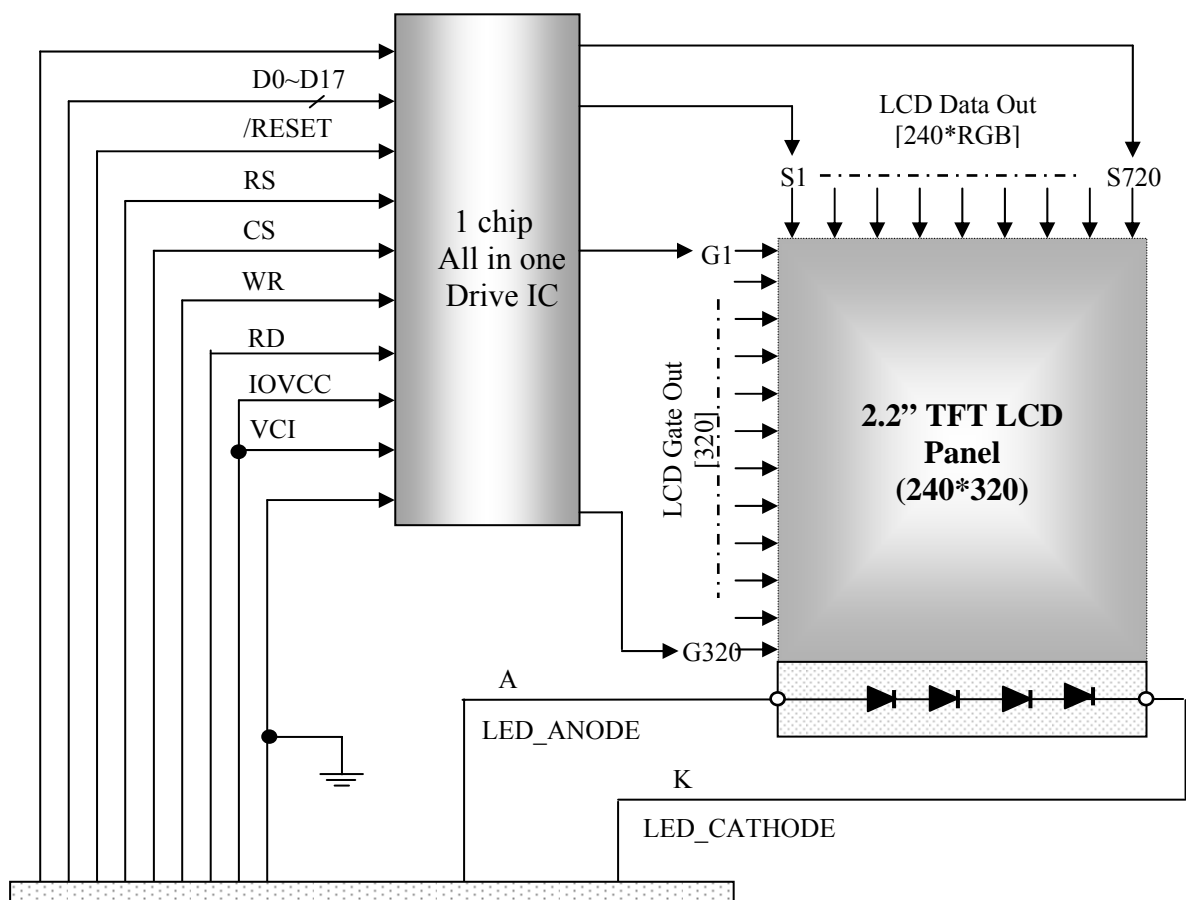 D0~D17
/RESET
RS
CS
WR
RD
IOVCC
VCI
1 chip
All in one
Drive IC
LCD Data Out
[240*RGB]
S1
S720
G1
LCD Gate Out
[320]
G320
2.2” TFT LCD
Panel
(240*320)
A
LED_ANODE
K
LED_CATHODE